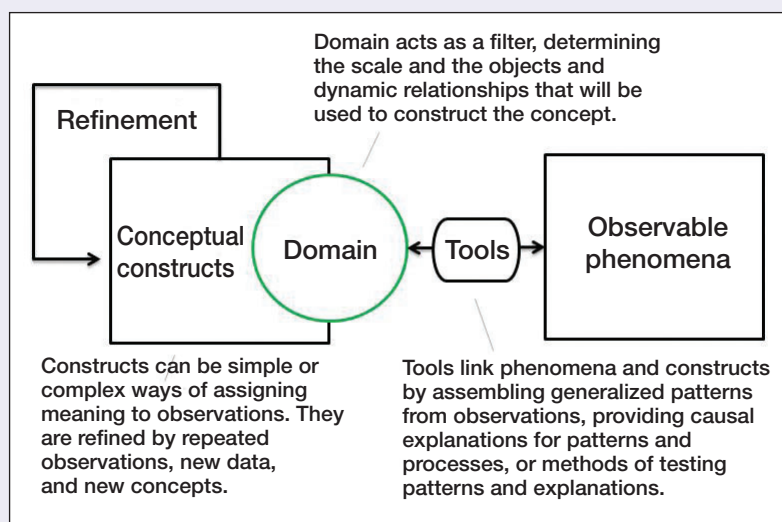 Domain acts as a filter, determining
the scale and the objects and
dynamic relationships that will be
used to construct the concept.
Refinement
Conceptual
constructs
Domain
Tools
Observable
phenomena
Constructs can be simple or
complex ways of assigning
meaning to observations. They
are refined by repeated
observations, new data,
and new concepts.
Tools link phenomena and constructs
by assembling generalized patterns
from observations, providing causal
explanations for patterns and
processes, or methods of testing
patterns and explanations.